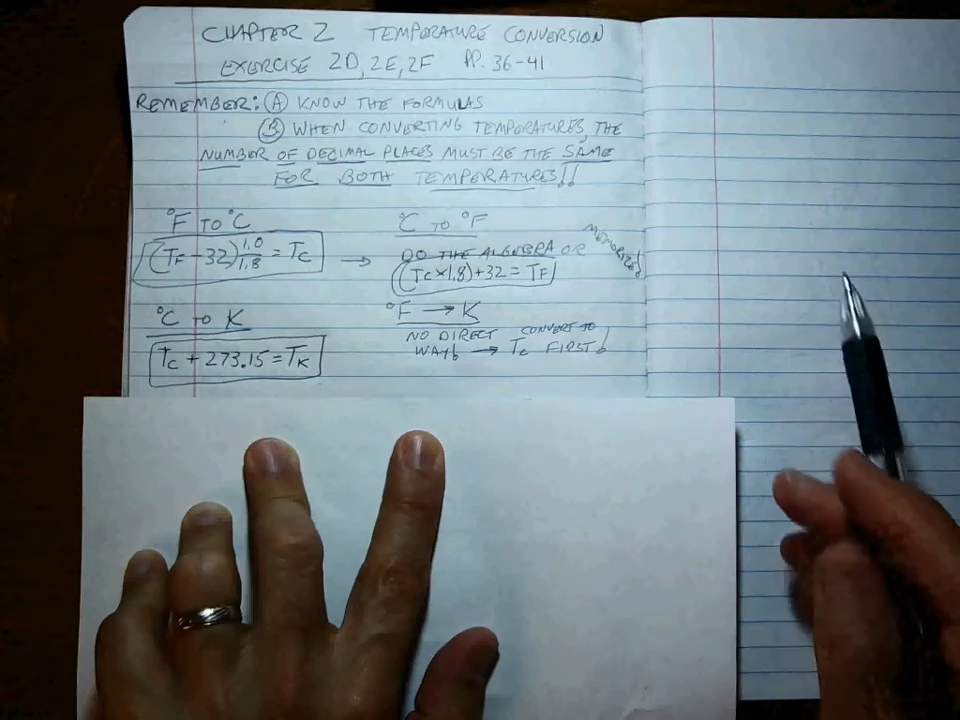 CHAPTER 2 TEMPERATURE CONVERSION
EXERCISE 2D, 2E, 2F PP. 36-41
REMEMBER: Ⓐ KNOW THE FORMULAS
Ⓑ WHEN CONVERTING TEMPERATURES, THE
NUMBER OF DECIMAL PLACES MUST BE THE SAME
FOR BOTH TEMPERATURES!!
°F TO °C
(TF - 32) 1.0/1.8 = TC →
°C TO °F
DO THE ALGEBRA OR
(TC × 1.8) + 32 = TF
MEMORIZE!
°C TO K
TC + 273.15 = TK
°F → K
NO DIRECT WAY! → CONVERT TO TC FIRST!